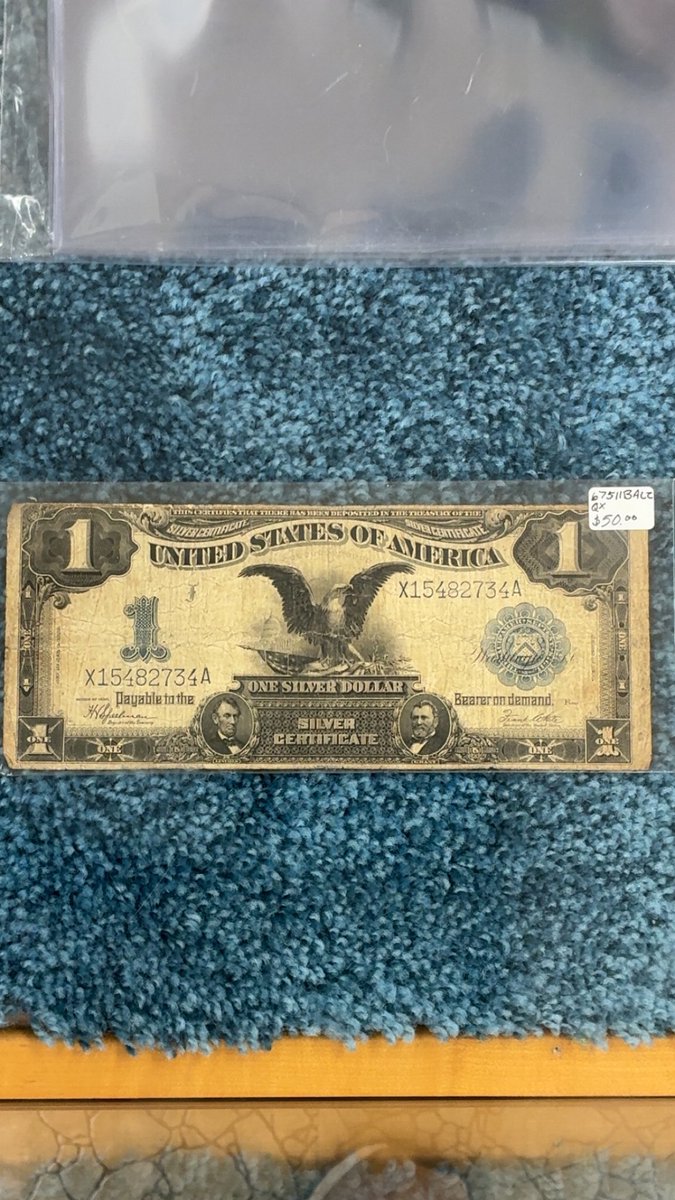 67511BALZ
QX
$50.00
THIS CERTIFIES THAT THERE HAS BEEN DEPOSITED IN THE TREASURY OF THE
SILVER CERTIFICATE SILVER CERTIFICATE
1 UNITED STATES OF AMERICA 1
X15482734A
1
X15482734A
ONE SILVER DOLLAR
Payable to the Bearer on demand.
SILVER
CERTIFICATE
ONE ONE ONE ONE